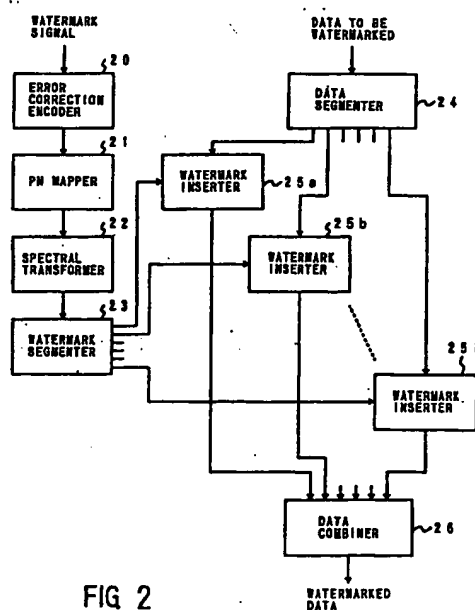 WATERMARK
SIGNAL
20
ERROR
CORRECTION
ENCODER
21
PN MAPPER
22
SPECTRAL
TRANSFORMER
23
WATERMARK
SEGMENTER
DATA TO BE
WATERMARKED
DATA
SEGMENTER
24
WATERMARK
INSERTER
25a
25b
WATERMARK
INSERTER
25
WATERMARK
INSERTER
DATA
COMBINER
26
WATERMARKED
DATA
FIG 2